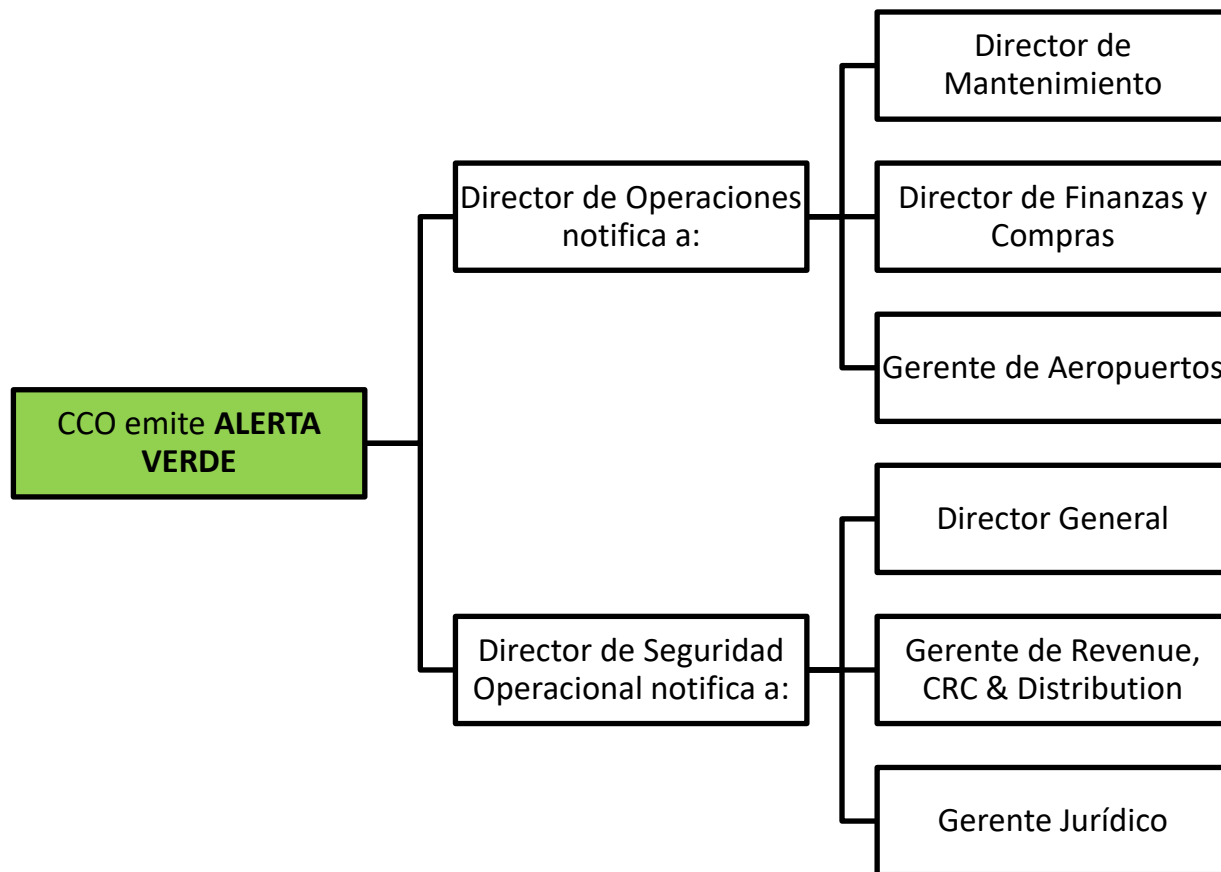 Director de
Mantenimiento
Director de Operaciones
notifica a:
Director de Finanzas y
Compras
Gerente de Aeropuertos
CCO emite ALERTA
VERDE
Director General
Director de Seguridad
Operacional notifica a:
Gerente de Revenue,
CRC & Distribution
Gerente Jurídico